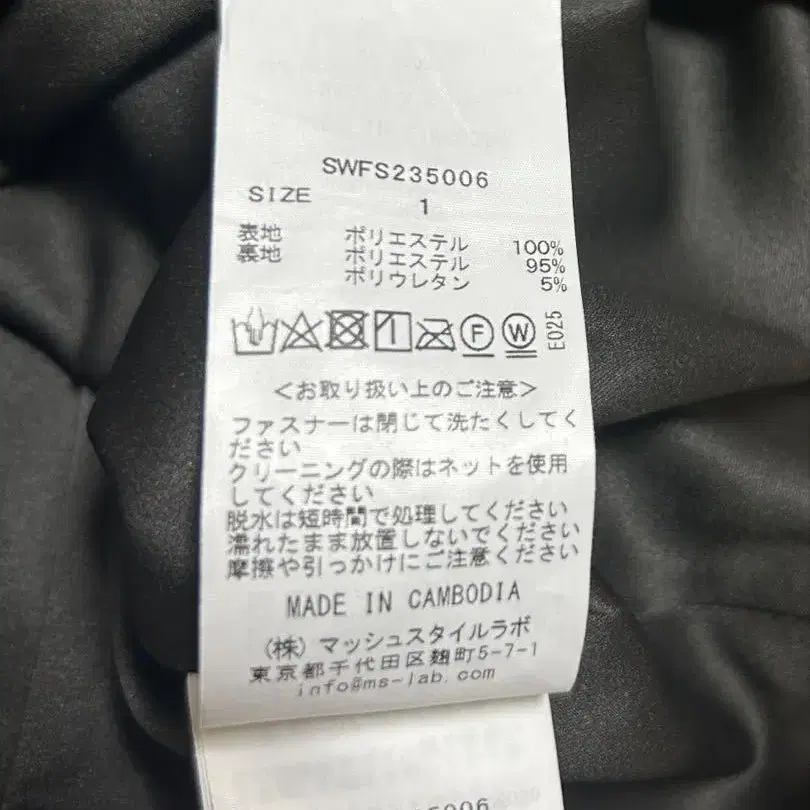 SWFS235006
SIZE 1
表地 ポリエステル 100%
裏地 ポリエステル 95%
ポリウレタン 5%
F W E025
<お取り扱い上のご注意>
ファスナーは閉じて洗たくしてく
ださい
クリーニングの際はネットを使用
してください
脱水は短時間で処理してください
濡れたまま放置しないでください
摩擦や引っかけにご注意ください
MADE IN CAMBODIA
(株) マッシュスタイルラボ
東京都千代田区麹町5-7-1
info@ms-lab.com